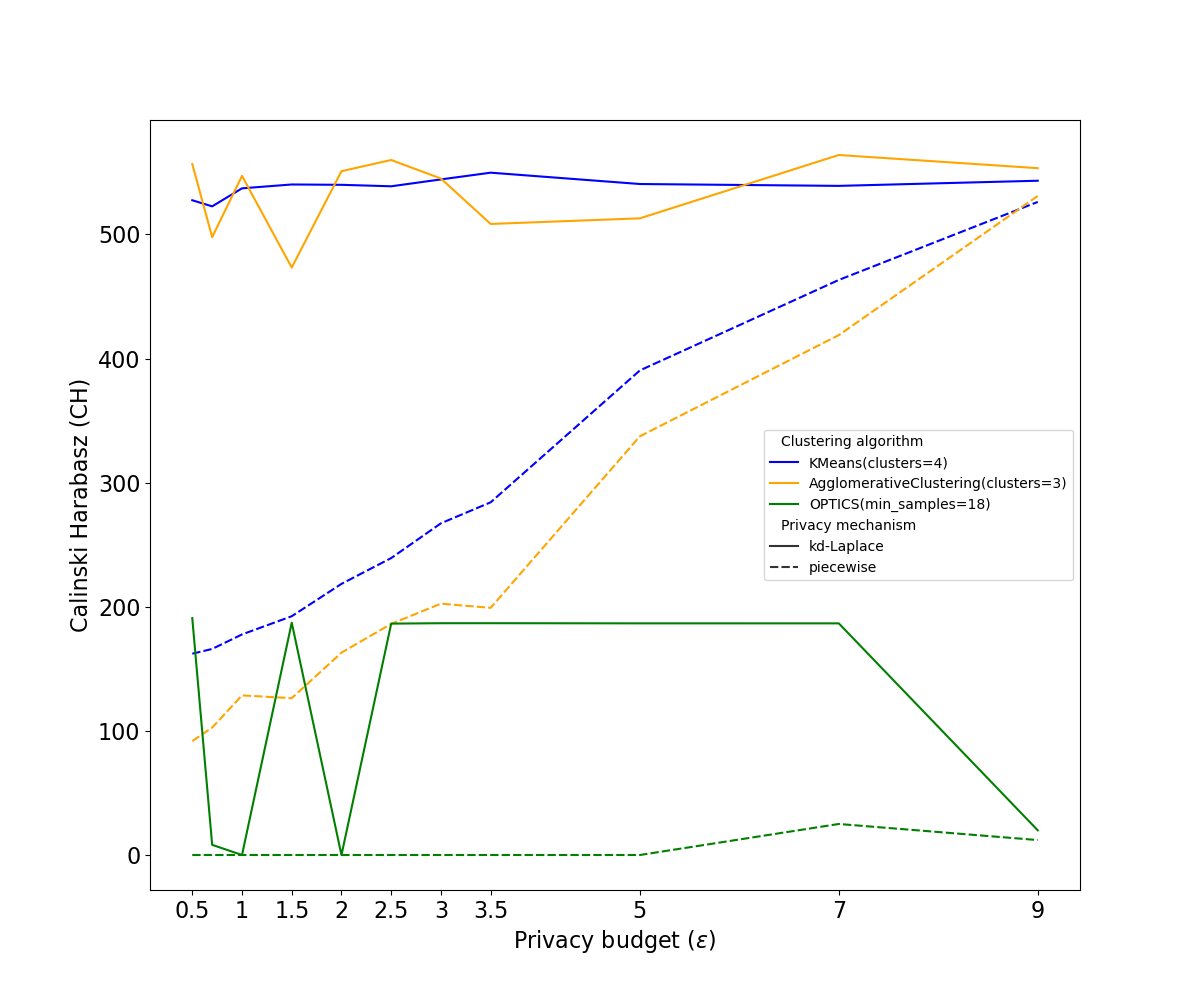 500
400
300
200
100
0
Calinski Harabasz (CH)
Clustering algorithm
KMeans(clusters=4)
AgglomerativeClustering(clusters=3)
OPTICS(min_samples=18)
Privacy mechanism
kd-Laplace
piecewise
0.5 1 1.5 2 2.5 3 3.5 5 7 9
Privacy budget (ε)